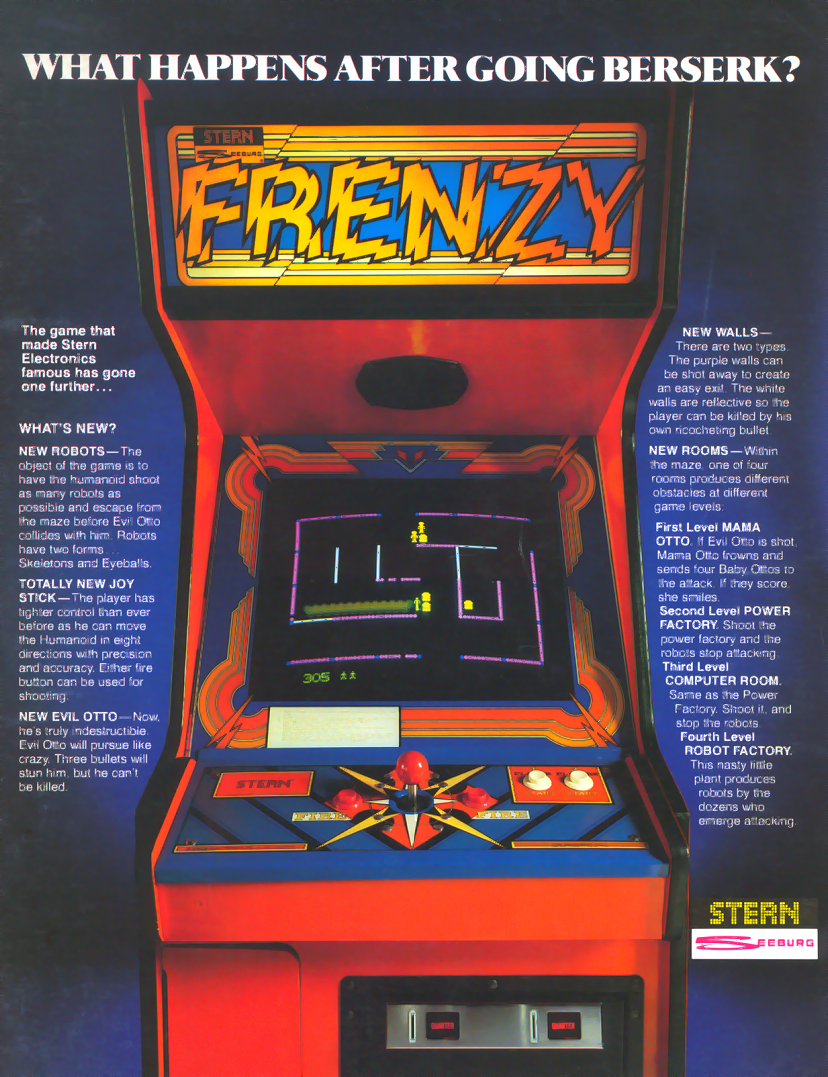 WHAT HAPPENS AFTER GOING BERSERK?
STERN
SEEBURG
FRENZY
The game that
made Stern
Electronics
famous has gone
one further...
WHAT'S NEW?
NEW ROBOTS—The
object of the game is to
have the humanoid shoot
as many robots as
possible and escape from
the maze before Evil Otto
collides with him. Robots
have two forms...
Skeletons and Eyeballs.
TOTALLY NEW JOY
STICK—The player has
tighter control than ever
before as he can move
the Humanoid in eight
directions with precision
and accuracy. Either fire
button can be used for
shooting.
NEW EVIL OTTO—Now,
he's truly indestructible.
Evil Otto will pursue like
crazy. Three bullets will
stun him, but he can't
be killed.
NEW WALLS—
There are two types.
The purple walls can
be shot away to create
an easy exit. The white
walls are reflective so the
player can be killed by his
own ricocheting bullet.
NEW ROOMS—Within
the maze, one of four
rooms produces different
obstacles at different
game levels:
First Level MAMA
OTTO. If Evil Otto is shot,
Mama Otto frowns and
sends four Baby Ottos to
the attack. If they score,
she smiles.
Second Level POWER
FACTORY. Shoot the
power factory and the
robots stop attacking.
Third Level
COMPUTER ROOM.
Same as the Power
Factory. Shoot it, and
stop the robots.
Fourth Level
ROBOT FACTORY.
This nasty little
plant produces
robots by the
dozens who
emerge attacking.
305
STERN
FIRE
FIRE
STERN
SEEBURG
QUARTER
QUARTER